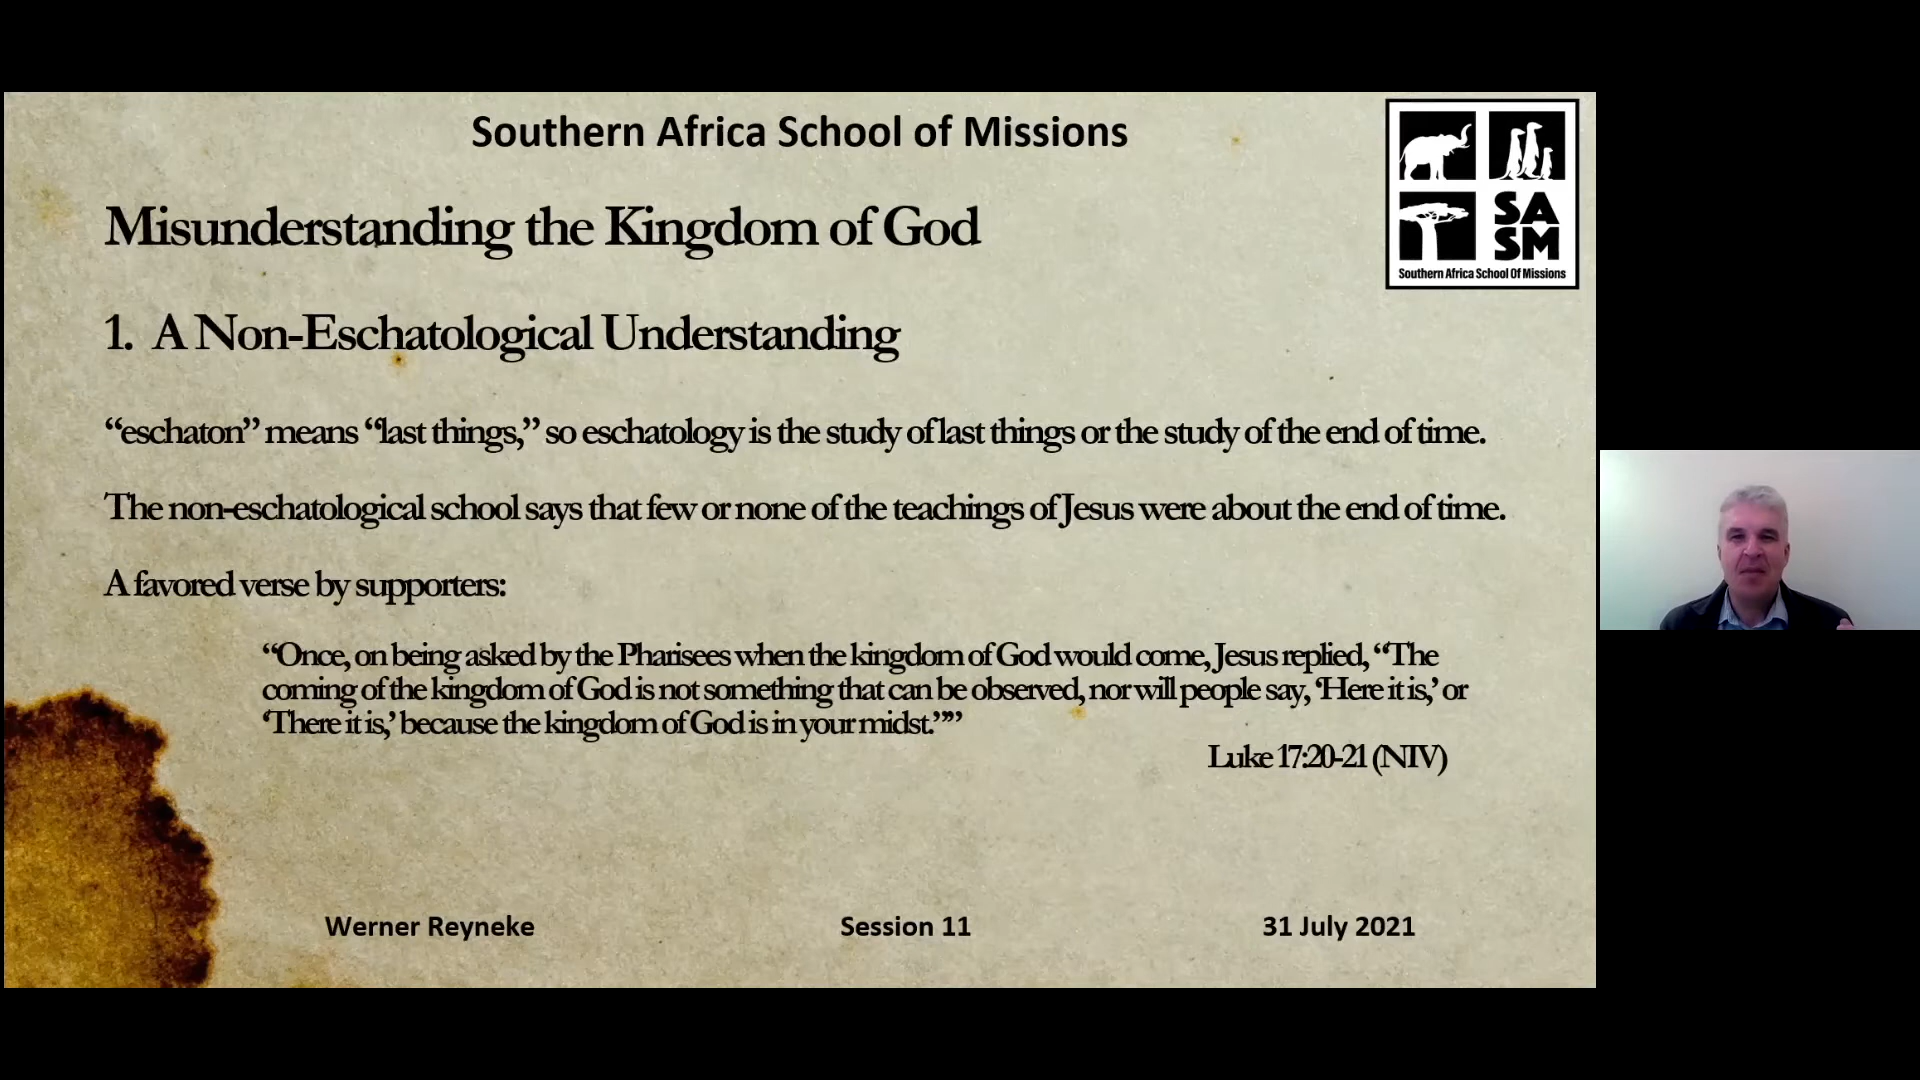 Southern Africa School of Missions
SA
SM
Southern Africa School Of Missions
Misunderstanding the Kingdom of God
1. A Non-Eschatological Understanding
“eschaton” means “last things,” so eschatology is the study of last things or the study of the end of time.
The non-eschatological school says that few or none of the teachings of Jesus were about the end of time.
A favored verse by supporters:
“Once, on being asked by the Pharisees when the kingdom of God would come, Jesus replied, “The
coming of the kingdom of God is not something that can be observed, nor will people say, ‘Here it is,’ or
‘There it is,’ because the kingdom of God is in your midst.””
Luke 17:20-21 (NIV)
Werner Reyneke
Session 11
31 July 2021